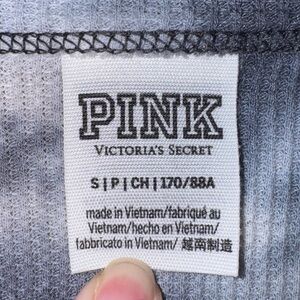 PINK
VICTORIA'S SECRET
S | P | CH | 170/88A
made in Vietnam/fabriqué au
Vietnam/hecho en Vietnam/
fabbricato in Vietnam/ 越南制造